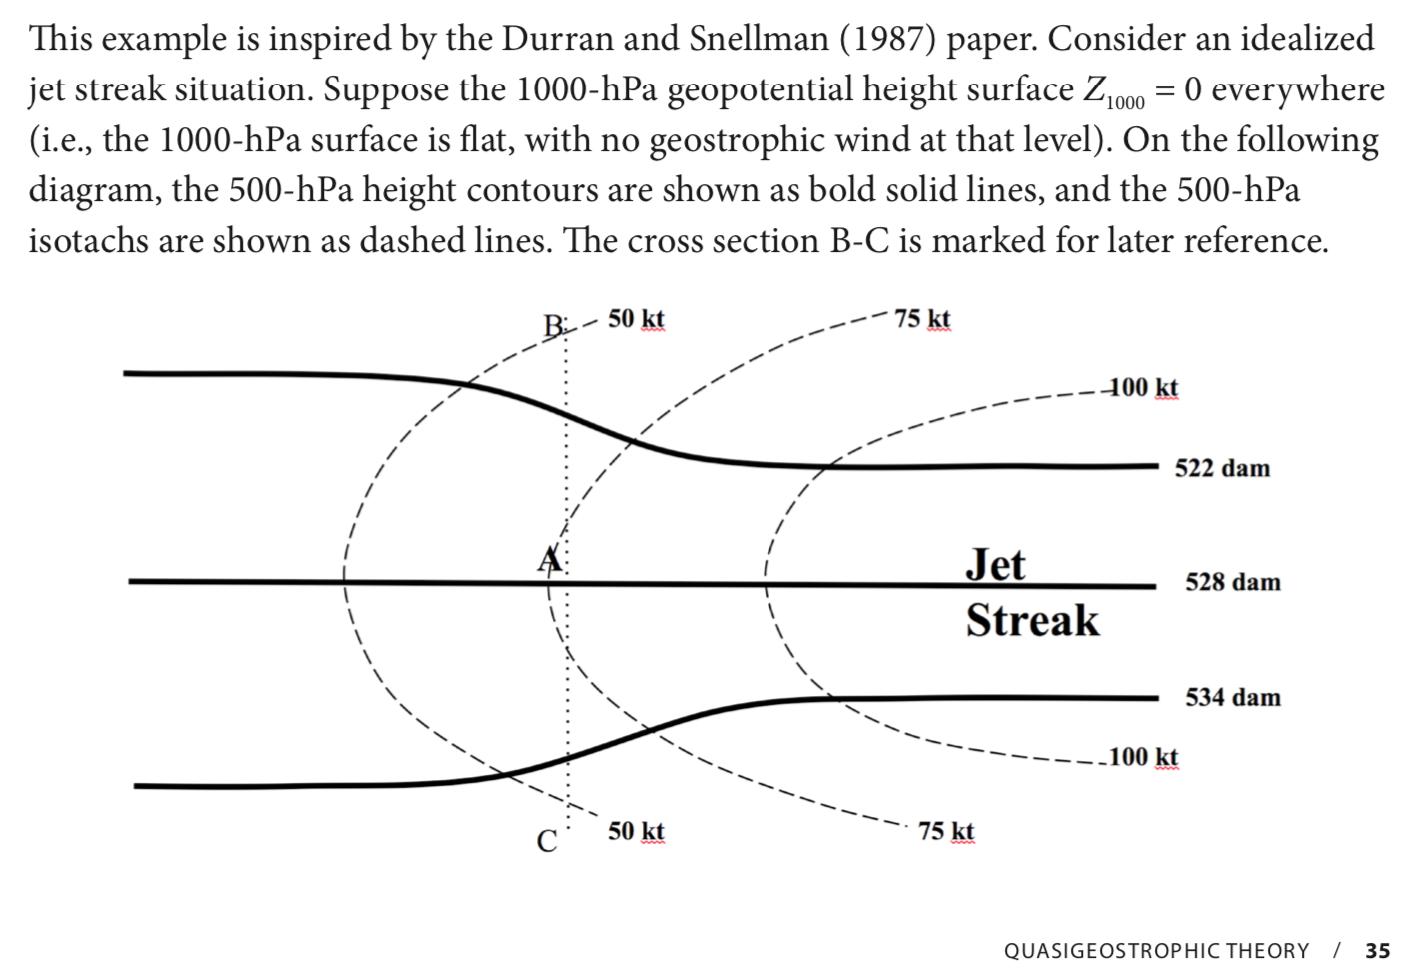 This example is inspired by the Durran and Snellman (1987) paper. Consider an idealized
jet streak situation. Suppose the 1000-hPa geopotential height surface Z₁₀₀₀ = 0 everywhere
(i.e., the 1000-hPa surface is flat, with no geostrophic wind at that level). On the following
diagram, the 500-hPa height contours are shown as bold solid lines, and the 500-hPa
isotachs are shown as dashed lines. The cross section B-C is marked for later reference.
B
50 kt
75 kt
100 kt
522 dam
A
Jet
Streak
528 dam
534 dam
100 kt
C
50 kt
75 kt
QUASIGEOSTROPHIC THEORY / 35